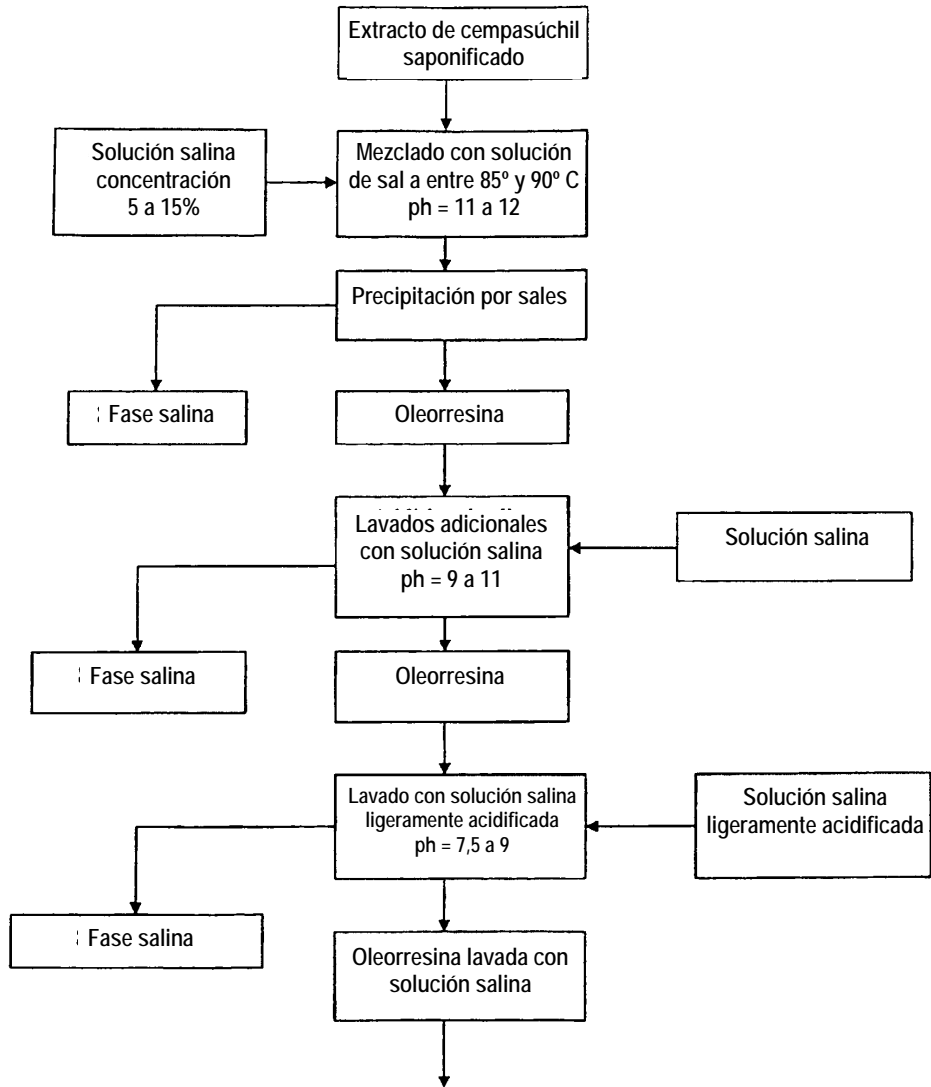 Extracto de cempasúchil
saponificado
Solución salina
concentración
5 a 15%
Mezclado con solución
de sal a entre 85º y 90º C
ph = 11 a 12
Precipitación por sales
Fase salina
Oleorresina
Lavados adicionales
con solución salina
ph = 9 a 11
Solución salina
Fase salina
Oleorresina
Lavado con solución salina
ligeramente acidificada
ph = 7,5 a 9
Solución salina
ligeramente acidificada
Fase salina
Oleorresina lavada con
solución salina